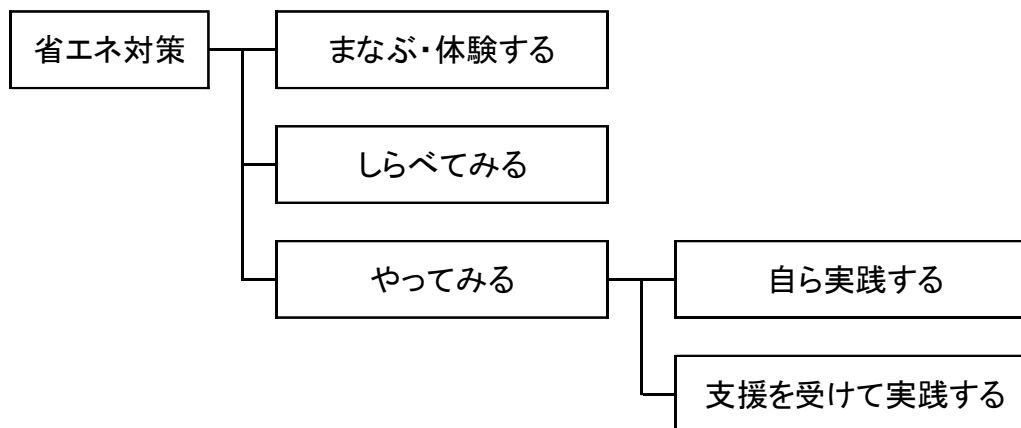 省エネ対策
まなぶ・体験する
しらべてみる
やってみる
自ら実践する
支援を受けて実践する